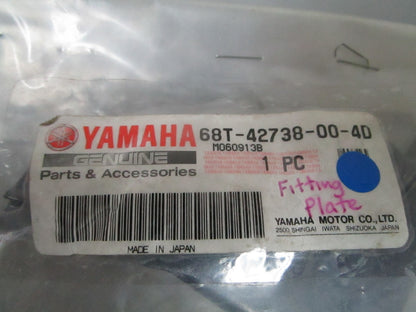 YAMAHA 68T-42738-00-4D
M060913B
GENUINE
1 PC
Parts & Accessories
Fitting
Plate
YAMAHA MOTOR CO.,LTD.
2500, SHINGAI IWATA SHIZUOKA JAPAN
MADE IN JAPAN